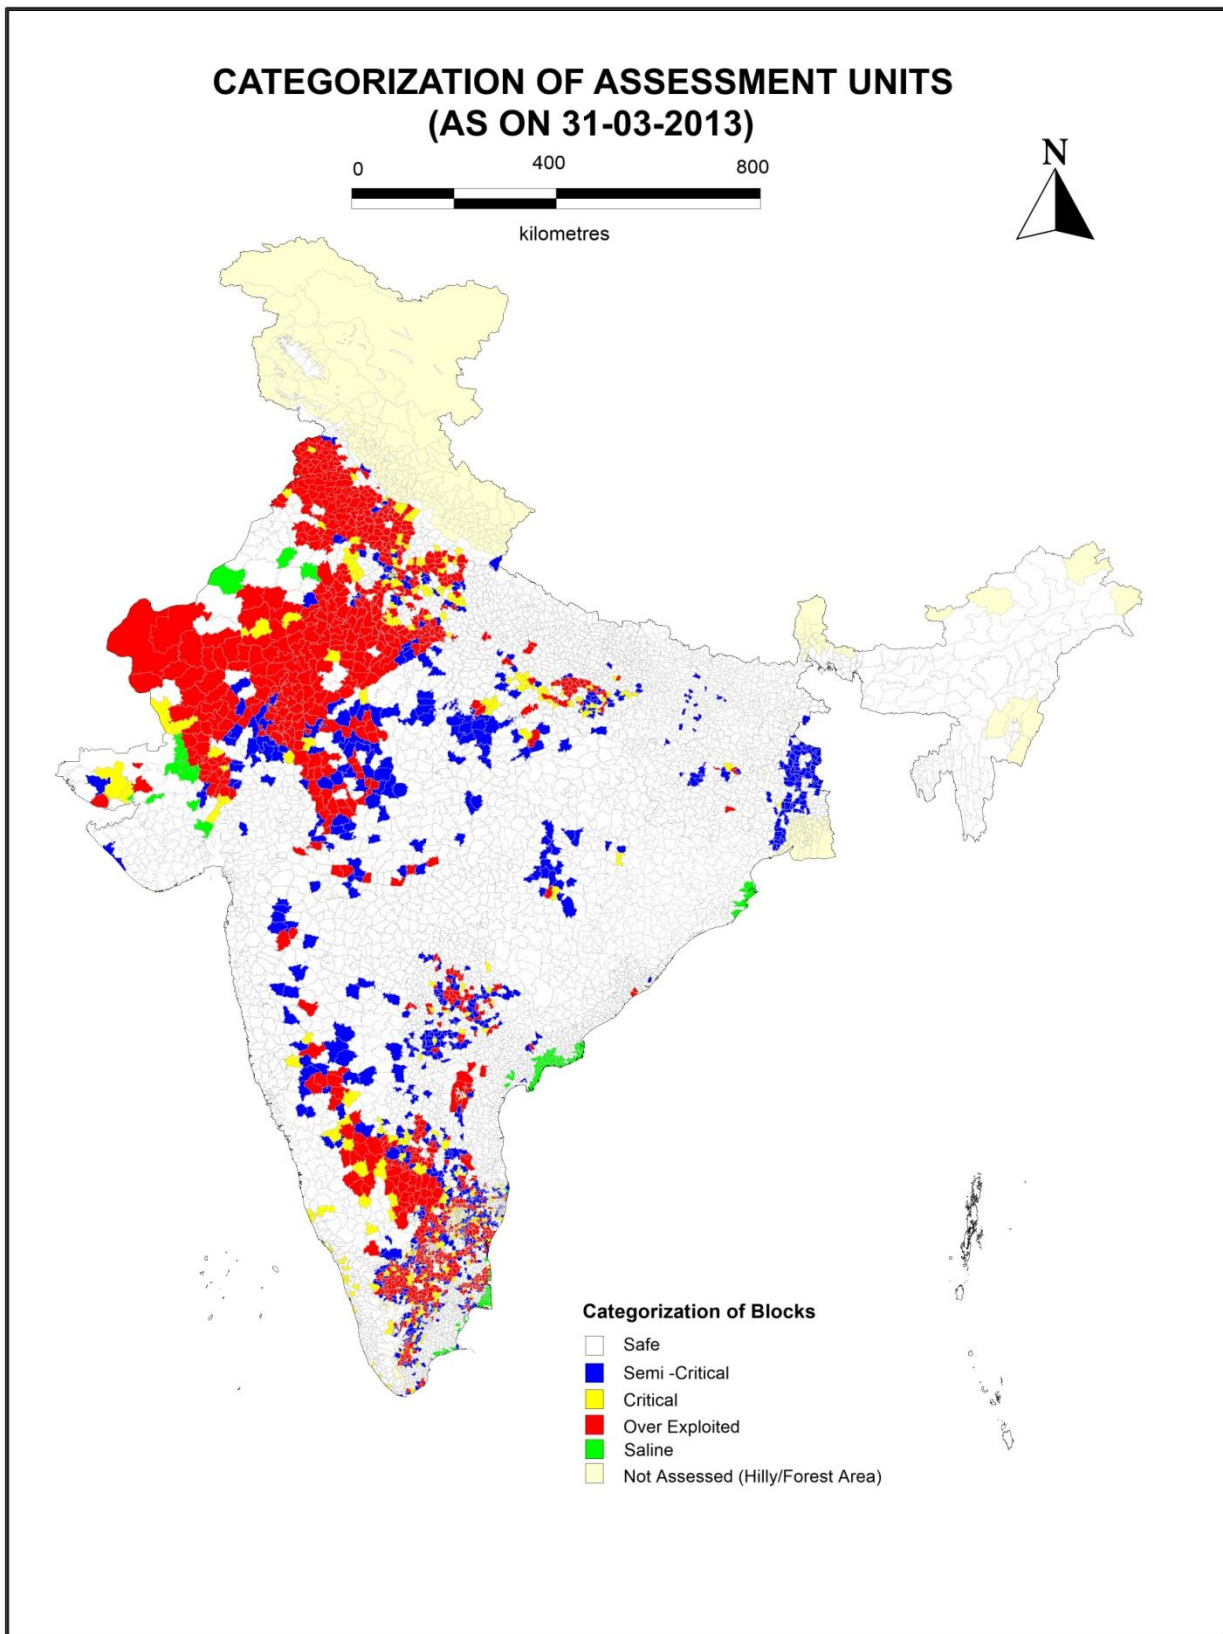 CATEGORIZATION OF ASSESSMENT UNITS
(AS ON 31-03-2013)
0 400 800
kilometres
N
Categorization of Blocks
Safe
Semi -Critical
Critical
Over Exploited
Saline
Not Assessed (Hilly/Forest Area)